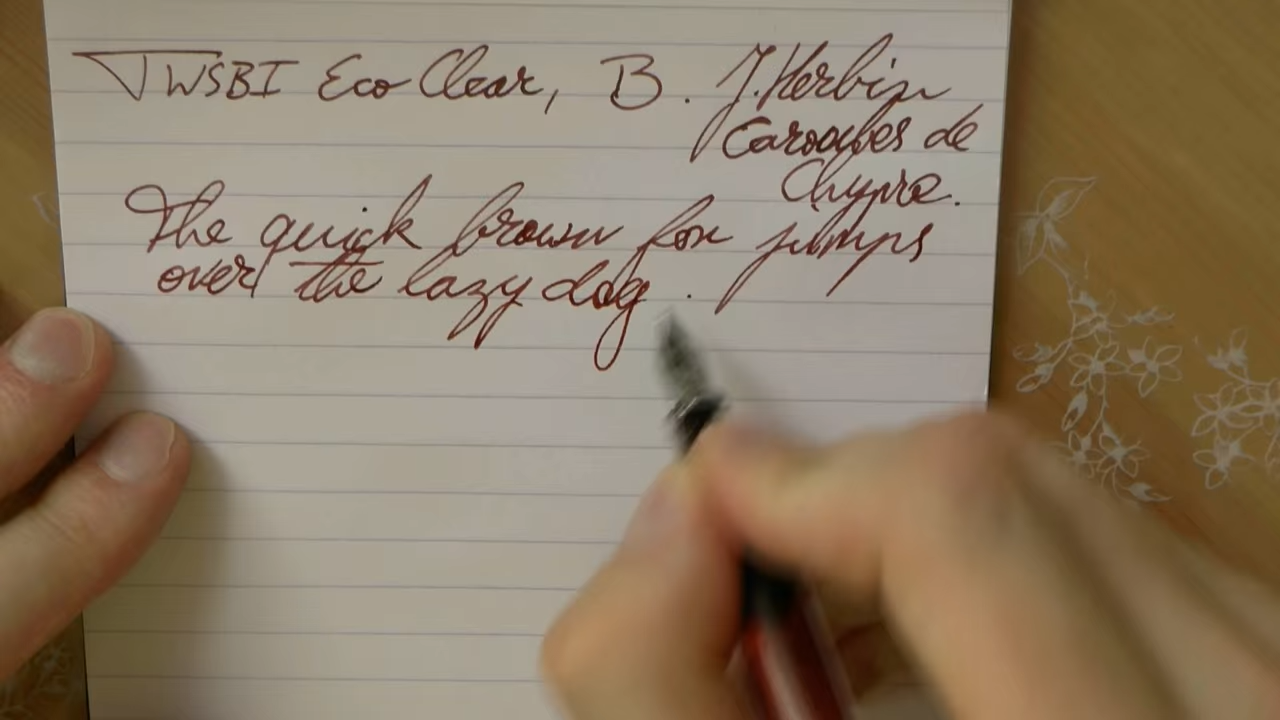 TWSBI Eco Clear, B. J.Herbin
Caroubes de
Chypre.
The quick brown fox jumps
over the lazy dog.